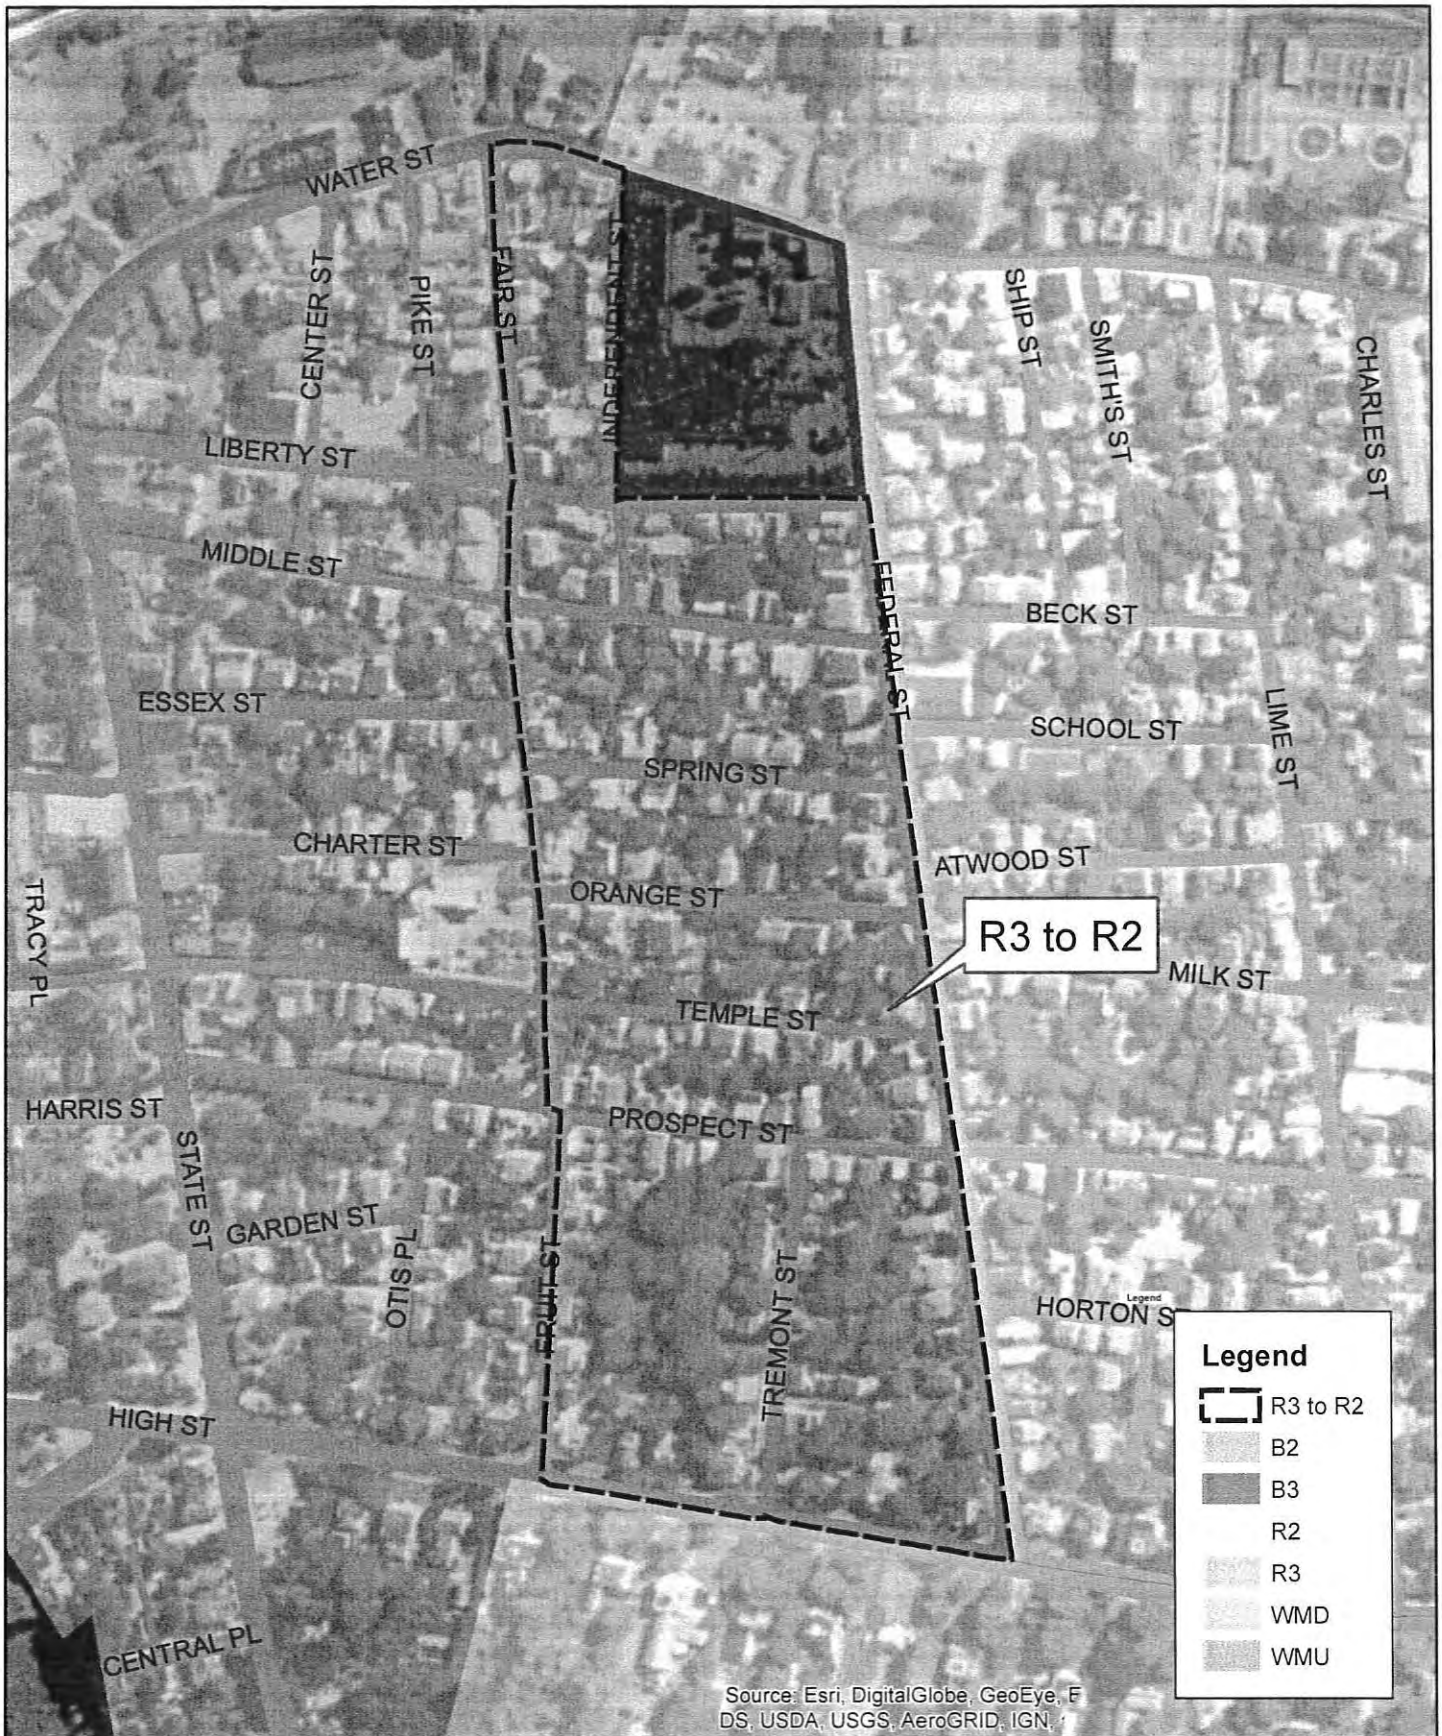 WATER ST
CENTER ST
PIKE ST
FAIR ST
INDEPENDENT ST
SHIP ST
SMITH'S ST
CHARLES ST
LIBERTY ST
MIDDLE ST
FEDERAL ST
BECK ST
ESSEX ST
SPRING ST
SCHOOL ST
LIME ST
CHARTER ST
ORANGE ST
ATWOOD ST
TRACY PL
R3 to R2
MILK ST
TEMPLE ST
HARRIS ST
PROSPECT ST
STATE ST
GARDEN ST
OTIS PL
FRUIT ST
TREMONT ST
Legend
HORTON S
HIGH ST
CENTRAL PL
Legend
R3 to R2
B2
B3
R2
R3
WMD
WMU
Source: Esri, DigitalGlobe, GeoEye, E
DS, USDA, USGS, AeroGRID, IGN,